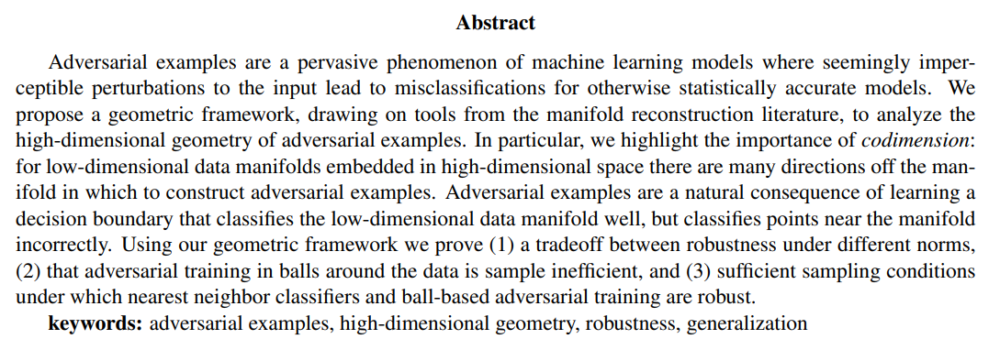 Abstract
Adversarial examples are a pervasive phenomenon of machine learning models where seemingly imper-
ceptible perturbations to the input lead to misclassifications for otherwise statistically accurate models. We
propose a geometric framework, drawing on tools from the manifold reconstruction literature, to analyze the
high-dimensional geometry of adversarial examples. In particular, we highlight the importance of codimension:
for low-dimensional data manifolds embedded in high-dimensional space there are many directions off the man-
ifold in which to construct adversarial examples. Adversarial examples are a natural consequence of learning a
decision boundary that classifies the low-dimensional data manifold well, but classifies points near the manifold
incorrectly. Using our geometric framework we prove (1) a tradeoff between robustness under different norms,
(2) that adversarial training in balls around the data is sample inefficient, and (3) sufficient sampling conditions
under which nearest neighbor classifiers and ball-based adversarial training are robust.
keywords: adversarial examples, high-dimensional geometry, robustness, generalization